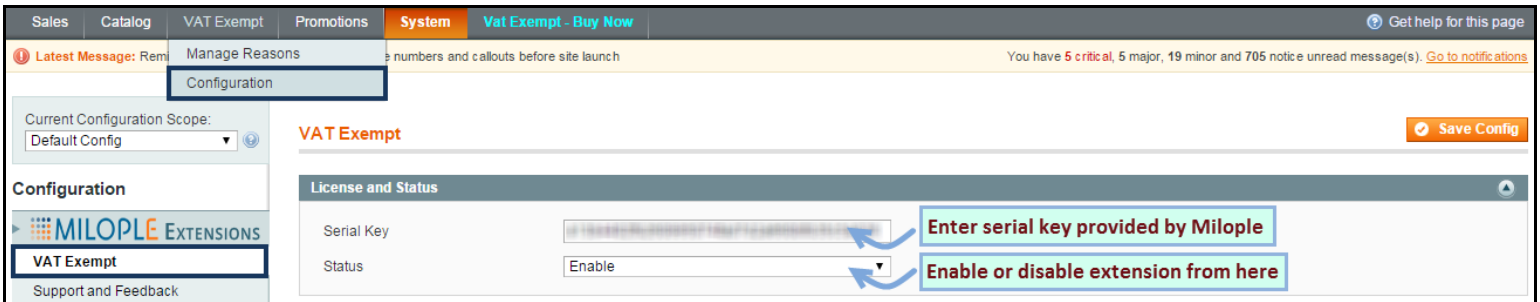 Sales Catalog VAT Exempt Promotions System Vat Exempt - Buy Now Get help for this page
Latest Message: Remi e numbers and callouts before site launch You have 5 critical, 5 major, 19 minor and 705 notice unread message(s). Go to notifications
Manage Reasons
Configuration
Current Configuration Scope:
Default Config
VAT Exempt Save Config
Configuration
License and Status
MILOPLE EXTENSIONS
Serial Key Enter serial key provided by Milople
VAT Exempt
Status Enable Enable or disable extension from here
Support and Feedback